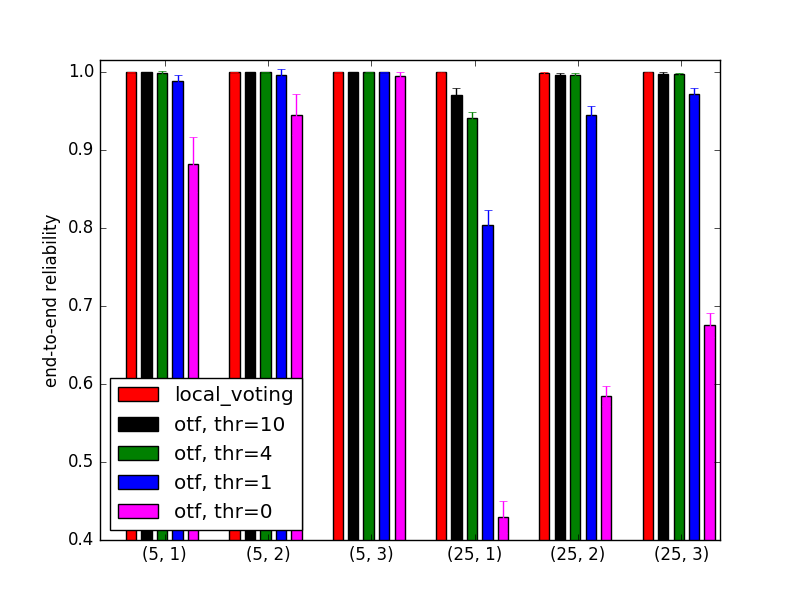 1.0
0.9
0.8
0.7
0.6
0.5
0.4
end-to-end reliability
local_voting
otf, thr=10
otf, thr=4
otf, thr=1
otf, thr=0
(5, 1) (5, 2) (5, 3) (25, 1) (25, 2) (25, 3)